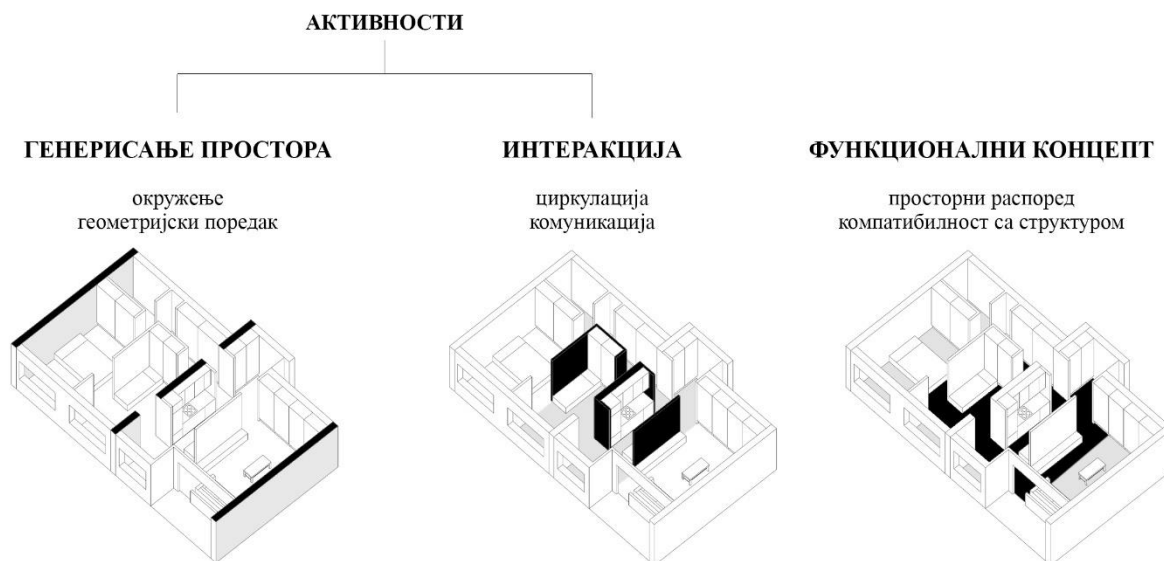 АКТИВНОСТИ
ГЕНЕРИСАЊЕ ПРОСТОРА
окружење
геометријски поредак
ИНТЕРАКЦИЈА
циркулација
комуникација
ФУНКЦИОНАЛНИ КОНЦЕПТ
просторни распоред
компатибилност са структуром